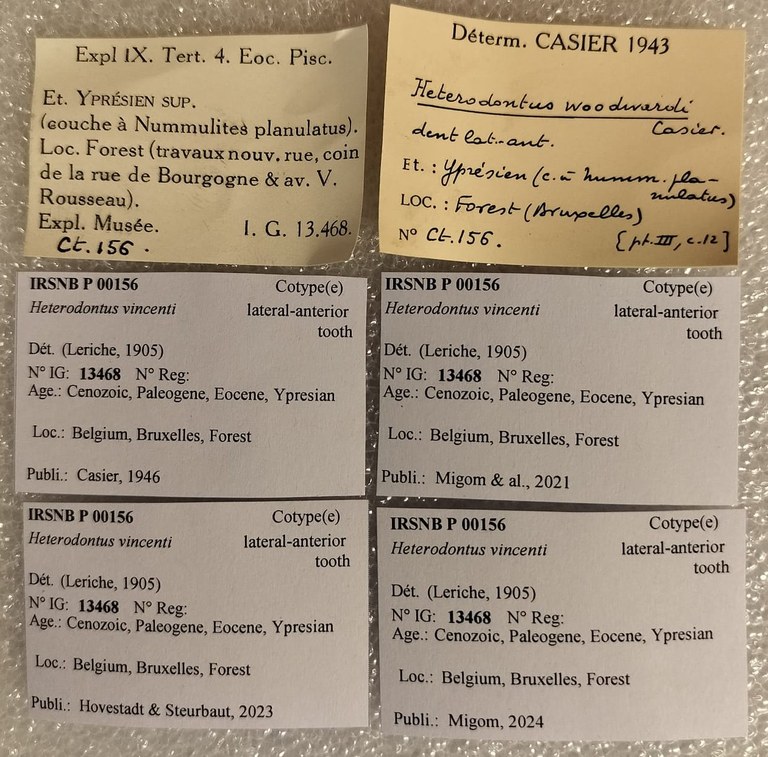 Expl IX. Tert. 4. Eoc. Pisc.
Et. YPRÉSIEN SUP.
(couche à Nummulites planulatus).
Loc. Forest (travaux nouv. rue, coin
de la rue de Bourgogne & av. V.
Rousseau).
Expl. Musée. I. G. 13.468.
Ct. 156.
Déterm. CASIER 1943
Heterodontus woodwardi
Casier.
dent lat.-ant.
Et. : Yprésien (c. à numm. pla-
nulatus)
LOC. : Forest (Bruxelles)
N° Ct. 156. [pt. III, c. 12]
IRSNB P 00156 Cotype(e)
Heterodontus vincenti lateral-anterior
tooth
Dét. (Leriche, 1905)
N° IG: 13468 N° Reg:
Age.: Cenozoic, Paleogene, Eocene, Ypresian
Loc.: Belgium, Bruxelles, Forest
Publi.: Casier, 1946
IRSNB P 00156 Cotype(e)
Heterodontus vincenti lateral-anterior
tooth
Dét. (Leriche, 1905)
N° IG: 13468 N° Reg:
Age.: Cenozoic, Paleogene, Eocene, Ypresian
Loc.: Belgium, Bruxelles, Forest
Publi.: Migom & al., 2021
IRSNB P 00156 Cotype(e)
Heterodontus vincenti lateral-anterior
tooth
Dét. (Leriche, 1905)
N° IG: 13468 N° Reg:
Age.: Cenozoic, Paleogene, Eocene, Ypresian
Loc.: Belgium, Bruxelles, Forest
Publi.: Hovestadt & Steurbaut, 2023
IRSNB P 00156 Cotype(e)
Heterodontus vincenti lateral-anterior
tooth
Dét. (Leriche, 1905)
N° IG: 13468 N° Reg:
Age.: Cenozoic, Paleogene, Eocene, Ypresian
Loc.: Belgium, Bruxelles, Forest
Publi.: Migom, 2024